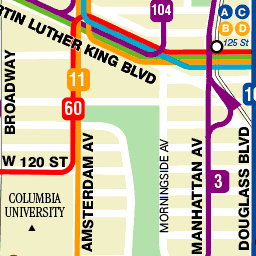 104
A C
B D
125 St
RTIN LUTHER KING BLVD
BROADWAY
11
60
10
W 120 ST
3
COLUMBIA
UNIVERSITY
AMSTERDAM AV
MORNINGSIDE AV
MANHATTAN AV
DOUGLASS BLVD